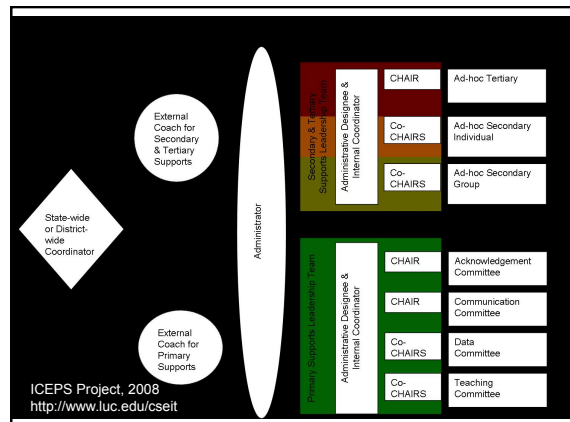 State-wide
or District-
wide
Coordinator
External
Coach for
Secondary
& Tertiary
Supports
External
Coach for
Primary
Supports
Administrator
Secondary & Tertiary
Supports Leadership Team
Administrative Designee &
Internal Coordinator
CHAIR
Ad-hoc Tertiary
Co-
CHAIRS
Ad-hoc Secondary
Individual
Co-
CHAIRS
Ad-hoc Secondary
Group
Primary Supports Leadership Team
Administrative Designee &
Internal Coordinator
CHAIR
Acknowledgement
Committee
CHAIR
Communication
Committee
Co-
CHAIRS
Data
Committee
Co-
CHAIRS
Teaching
Committee
ICEPS Project, 2008
http://www.luc.edu/cseit